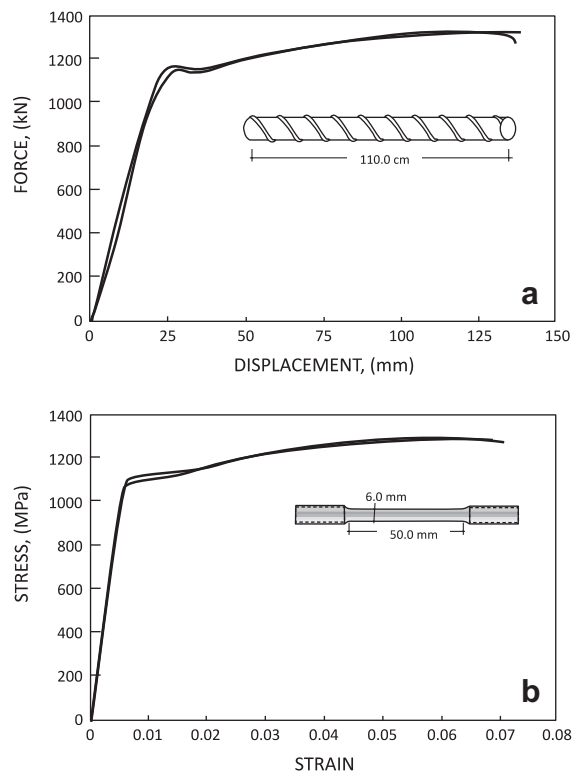 1400
1200
1000
800
600
400
200
0
FORCE, (kN)
110.0 cm
a
0 25 50 75 100 125 150
DISPLACEMENT, (mm)
1400
1200
1000
800
600
400
200
0
STRESS, (MPa)
6.0 mm
50.0 mm
b
0 0.01 0.02 0.03 0.04 0.05 0.06 0.07 0.08
STRAIN